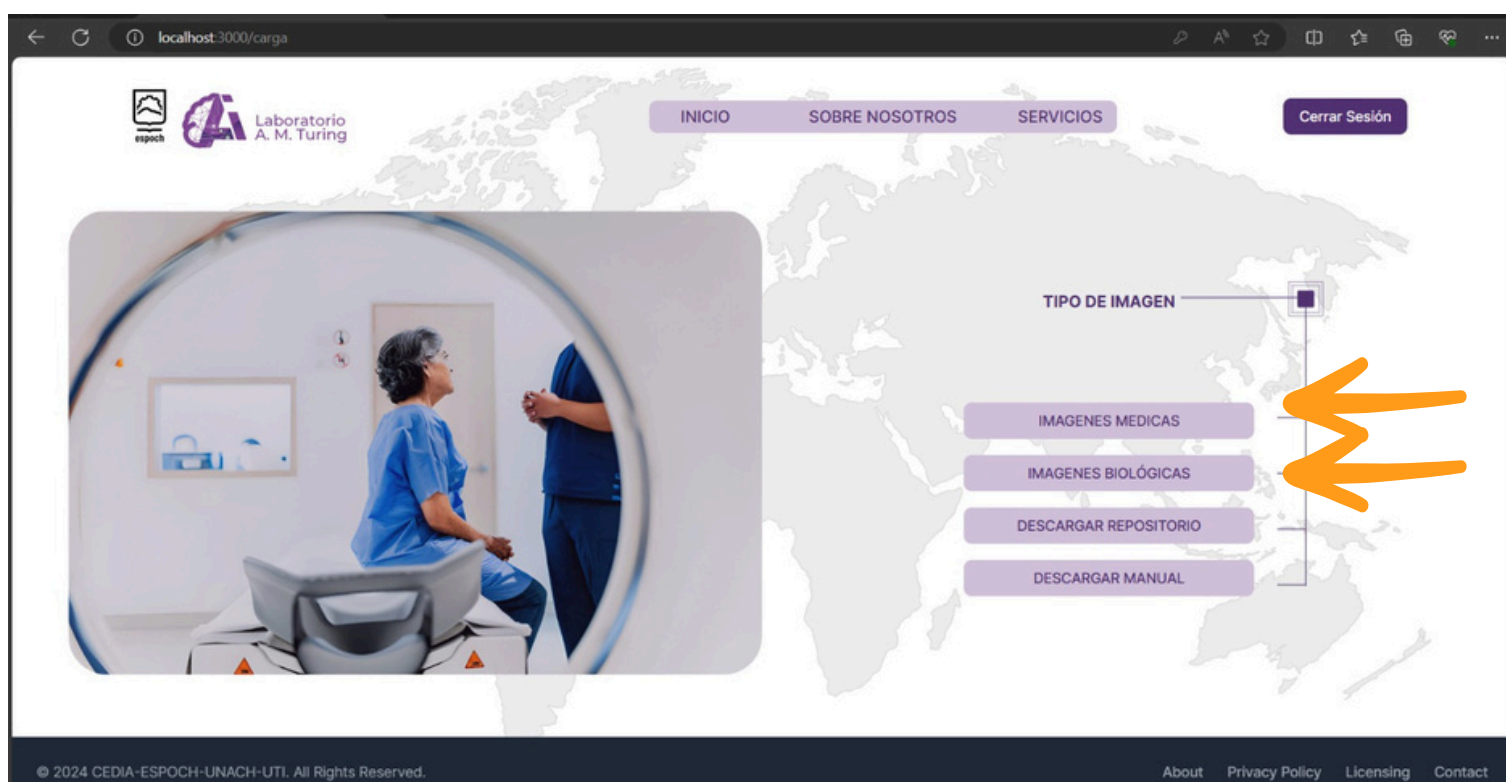 localhost:3000/carga
espoch
Laboratorio
A. M. Turing
INICIO SOBRE NOSOTROS SERVICIOS
Cerrar Sesión
TIPO DE IMAGEN
IMAGENES MEDICAS
IMAGENES BIOLÓGICAS
DESCARGAR REPOSITORIO
DESCARGAR MANUAL
© 2024 CEDIA-ESPOCH-UNACH-UTI. All Rights Reserved.
About Privacy Policy Licensing Contact